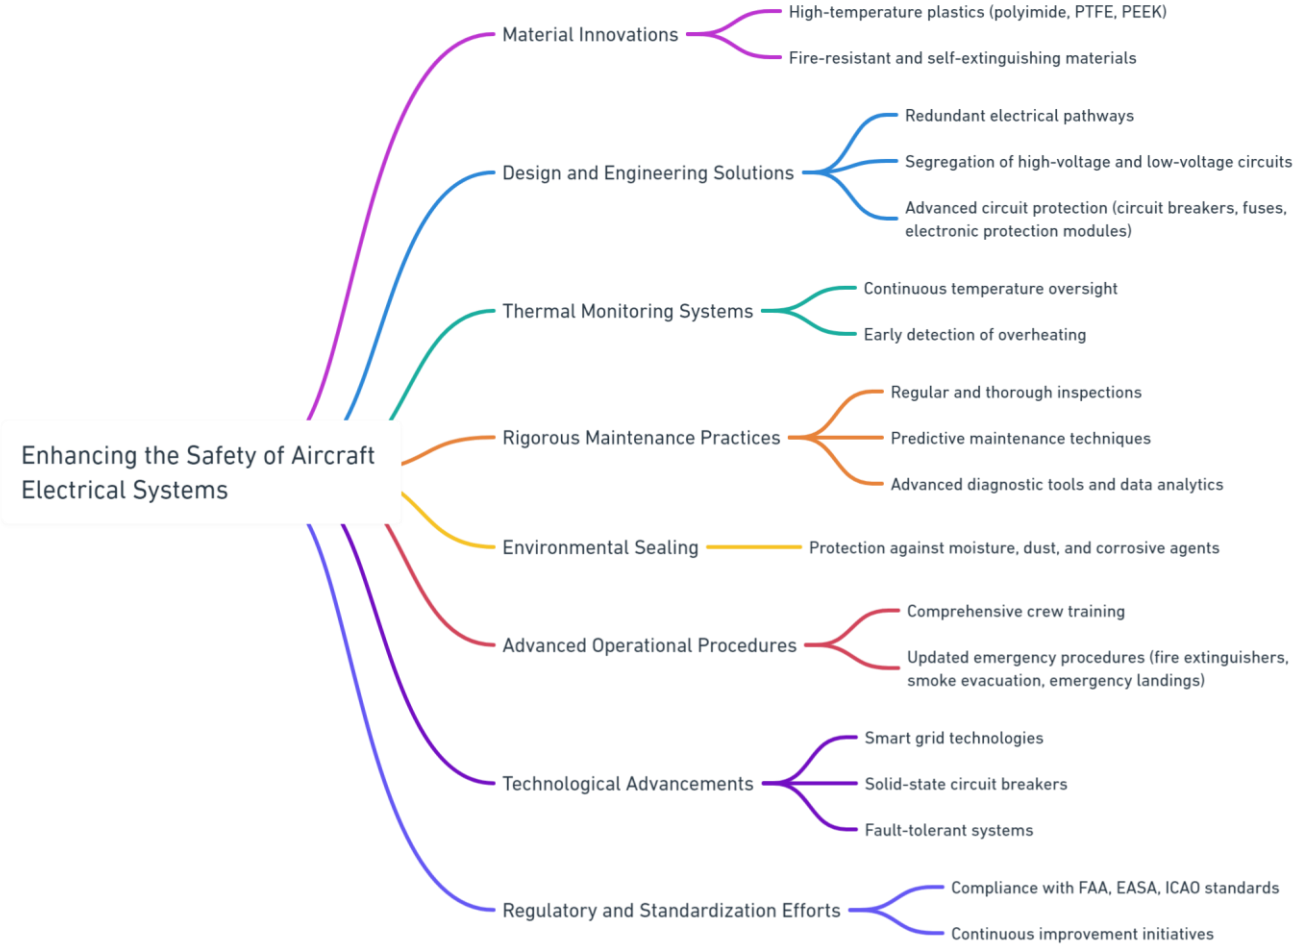 Enhancing the Safety of Aircraft
Electrical Systems
Material Innovations
High-temperature plastics (polyimide, PTFE, PEEK)
Fire-resistant and self-extinguishing materials
Design and Engineering Solutions
Redundant electrical pathways
Segregation of high-voltage and low-voltage circuits
Advanced circuit protection (circuit breakers, fuses,
electronic protection modules)
Thermal Monitoring Systems
Continuous temperature oversight
Early detection of overheating
Rigorous Maintenance Practices
Regular and thorough inspections
Predictive maintenance techniques
Advanced diagnostic tools and data analytics
Environmental Sealing
Protection against moisture, dust, and corrosive agents
Advanced Operational Procedures
Comprehensive crew training
Updated emergency procedures (fire extinguishers,
smoke evacuation, emergency landings)
Technological Advancements
Smart grid technologies
Solid-state circuit breakers
Fault-tolerant systems
Regulatory and Standardization Efforts
Compliance with FAA, EASA, ICAO standards
Continuous improvement initiatives